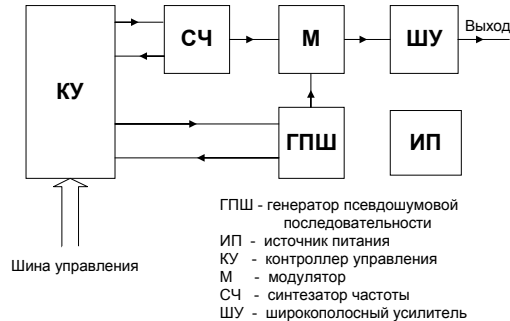 СЧ
М
ШУ
Выход
КУ
ГПШ
ИП
Шина управления
ГПШ - генератор псевдошумовой
последовательности
ИП - источник питания
КУ - контроллер управления
М - модулятор
СЧ - синтезатор частоты
ШУ - широкополосный усилитель